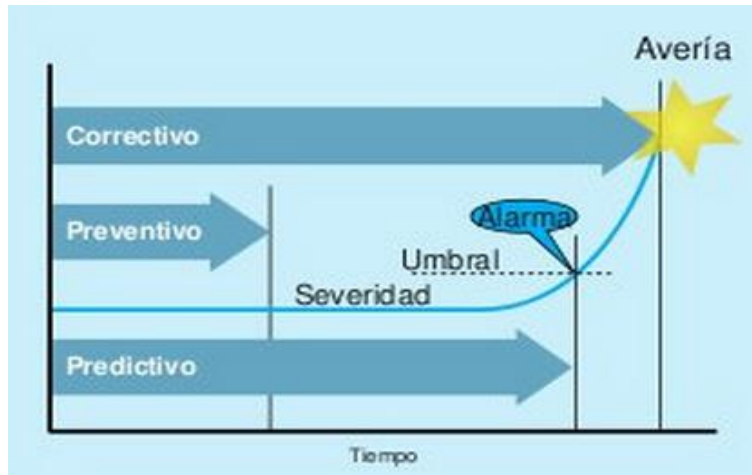 Avería
Correctivo
Alarma
Preventivo
Umbral
Severidad
Predictivo
Tiempo